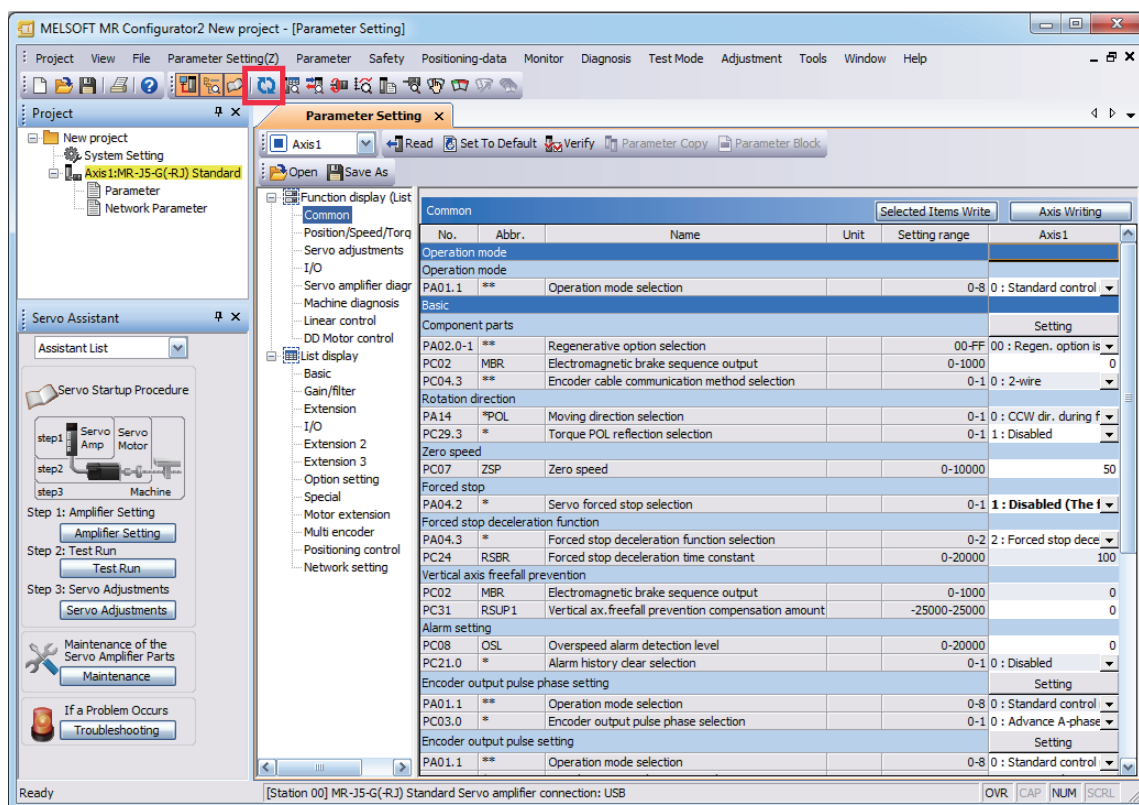 MELSOFT MR Configurator2 New project - [Parameter Setting]
Project View File Parameter Setting(Z) Parameter Safety Positioning-data Monitor Diagnosis Test Mode Adjustment Tools Window Help
Project
New project
System Setting
Axis1:MR-J5-G(-RJ) Standard
Parameter
Network Parameter
Servo Assistant
Assistant List
Servo Startup Procedure
step1 Servo Amp Servo Motor
step2
step3 Machine
Step 1: Amplifier Setting
Amplifier Setting
Step 2: Test Run
Test Run
Step 3: Servo Adjustments
Servo Adjustments
Maintenance of the
Servo Amplifier Parts
Maintenance
If a Problem Occurs
Troubleshooting
Parameter Setting
Axis1 Read Set To Default Verify Parameter Copy Parameter Block
Open Save As
Function display (List
Common
Position/Speed/Torq
Servo adjustments
I/O
Servo amplifier diagr
Machine diagnosis
Linear control
DD Motor control
List display
Basic
Gain/filter
Extension
I/O
Extension 2
Extension 3
Option setting
Special
Motor extension
Multi encoder
Positioning control
Network setting
Common Selected Items Write Axis Writing
No. Abbr. Name Unit Setting range Axis1
Operation mode
Operation mode
PA01.1 ** Operation mode selection 0-8 0 : Standard control
Basic
Component parts Setting
PA02.0-1 ** Regenerative option selection 00-FF 00 : Regen. option is
PC02 MBR Electromagnetic brake sequence output 0-1000 0
PC04.3 ** Encoder cable communication method selection 0-1 0 : 2-wire
Rotation direction
PA14 *POL Moving direction selection 0-1 0 : CCW dir. during f
PC29.3 * Torque POL reflection selection 0-1 1 : Disabled
Zero speed
PC07 ZSP Zero speed 0-10000 50
Forced stop
PA04.2 * Servo forced stop selection 0-1 1 : Disabled (The f
Forced stop deceleration function
PA04.3 * Forced stop deceleration function selection 0-2 2 : Forced stop dece
PC24 RSBR Forced stop deceleration time constant 0-20000 100
Vertical axis freefall prevention
PC02 MBR Electromagnetic brake sequence output 0-1000 0
PC31 RSUP1 Vertical ax.freefall prevention compensation amount -25000-25000 0
Alarm setting
PC08 OSL Overspeed alarm detection level 0-20000 0
PC21.0 * Alarm history clear selection 0-1 0 : Disabled
Encoder output pulse phase setting Setting
PA01.1 ** Operation mode selection 0-8 0 : Standard control
PC03.0 * Encoder output pulse phase selection 0-1 0 : Advance A-phase
Encoder output pulse setting Setting
PA01.1 ** Operation mode selection 0-8 0 : Standard control
Ready [Station 00] MR-J5-G(-RJ) Standard Servo amplifier connection: USB OVR CAP NUM SCRL